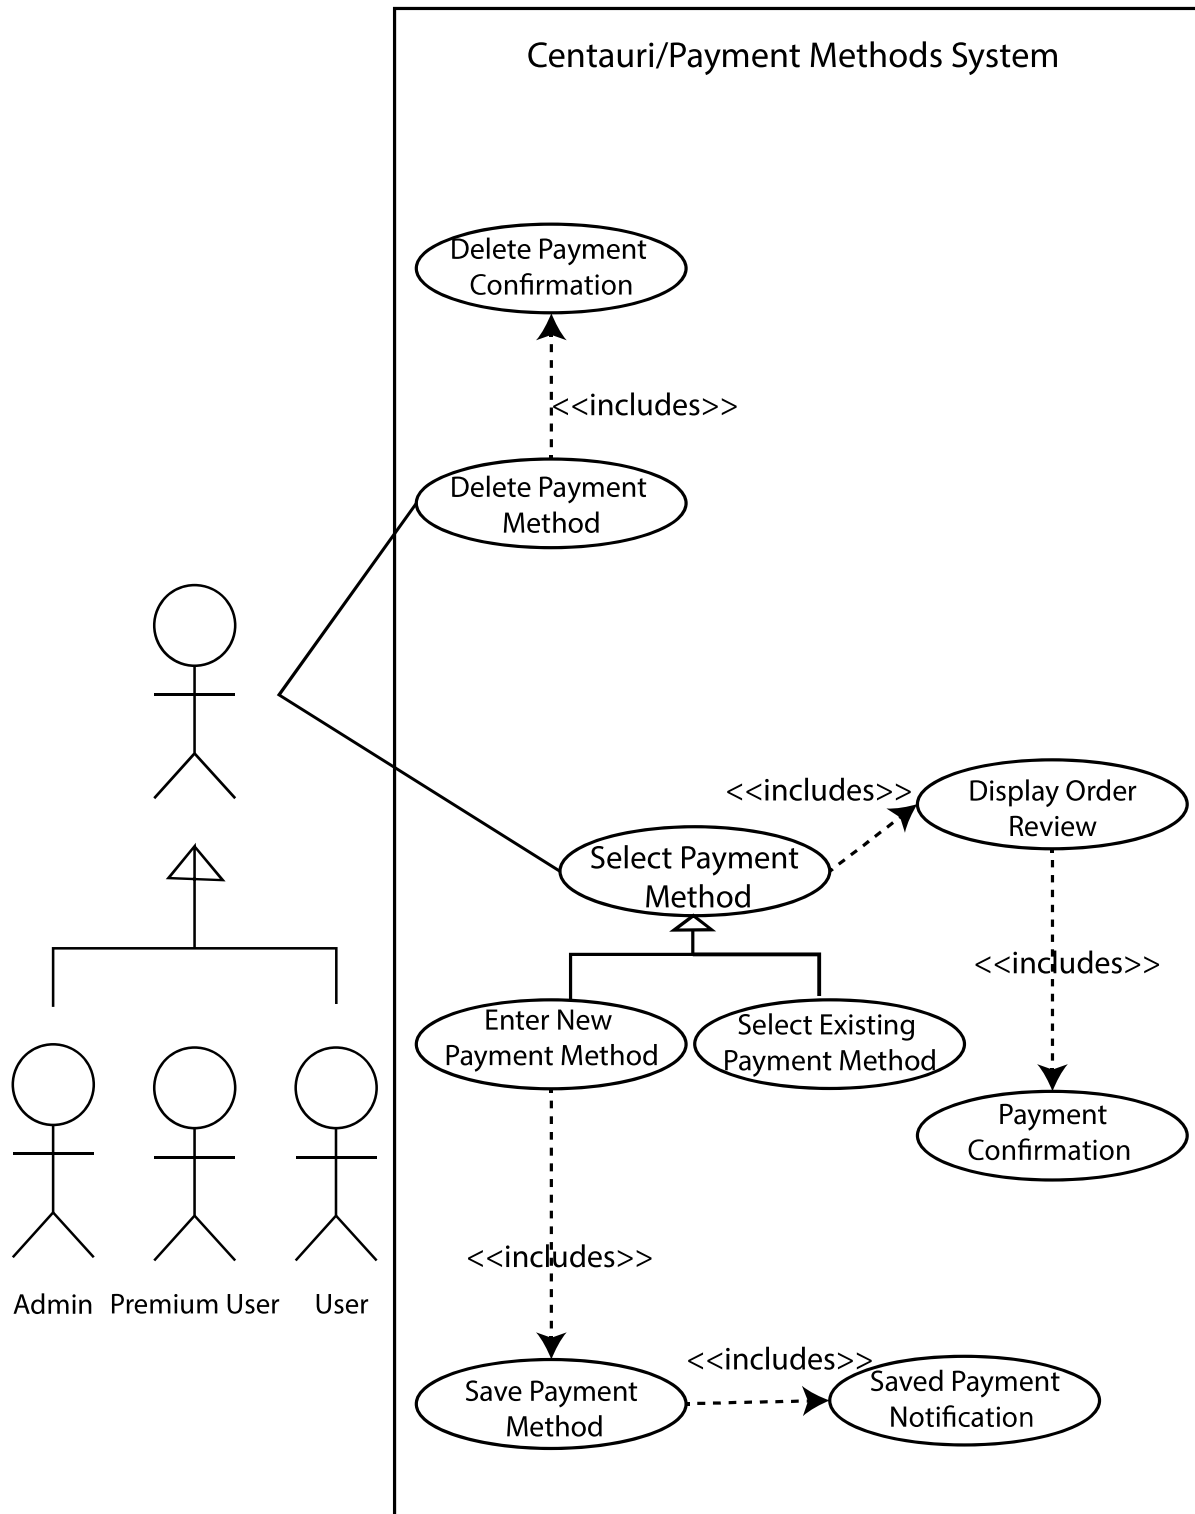 Centauri/Payment Methods System
Delete Payment
Confirmation
<<includes>>
Delete Payment
Method
<<includes>>
Display Order
Review
Select Payment
Method
<<includes>>
Enter New
Payment Method
Select Existing
Payment Method
Payment
Confirmation
<<includes>>
Admin
Premium User
User
<<includes>>
Save Payment
Method
Saved Payment
Notification